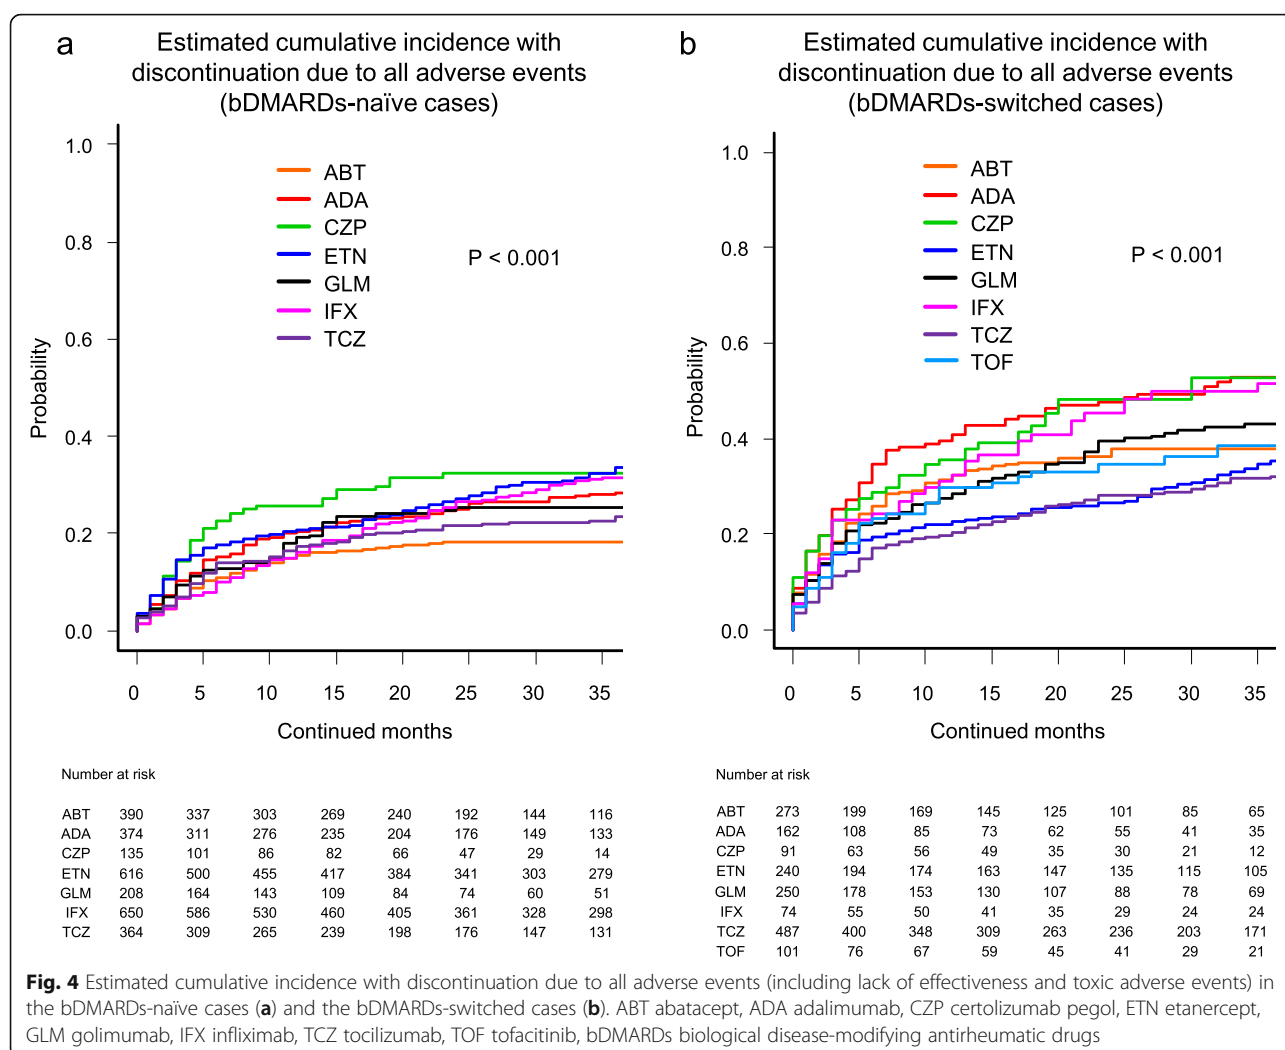 a
Estimated cumulative incidence with
discontinuation due to all adverse events
(bDMARDs-naïve cases)
1.0
0.8
0.6
0.4
0.2
0.0
Probability
ABT
ADA
CZP
ETN
GLM
IFX
TCZ
P < 0.001
0 5 10 15 20 25 30 35
Continued months
Number at risk
ABT 390 337 303 269 240 192 144 116
ADA 374 311 276 235 204 176 149 133
CZP 135 101 86 82 66 47 29 14
ETN 616 500 455 417 384 341 303 279
GLM 208 164 143 109 84 74 60 51
IFX 650 586 530 460 405 361 328 298
TCZ 364 309 265 239 198 176 147 131
b
Estimated cumulative incidence with
discontinuation due to all adverse events
(bDMARDs-switched cases)
1.0
0.8
0.6
0.4
0.2
0.0
Probability
ABT
ADA
CZP
ETN
GLM
IFX
TCZ
TOF
P < 0.001
0 5 10 15 20 25 30 35
Continued months
Number at risk
ABT 273 199 169 145 125 101 85 65
ADA 162 108 85 73 62 55 41 35
CZP 91 63 56 49 35 30 21 12
ETN 240 194 174 163 147 135 115 105
GLM 250 178 153 130 107 88 78 69
IFX 74 55 50 41 35 29 24 24
TCZ 487 400 348 309 263 236 203 171
TOF 101 76 67 59 45 41 29 21
Fig. 4 Estimated cumulative incidence with discontinuation due to all adverse events (including lack of effectiveness and toxic adverse events) in
the bDMARDs-naïve cases (a) and the bDMARDs-switched cases (b). ABT abatacept, ADA adalimumab, CZP certolizumab pegol, ETN etanercept,
GLM golimumab, IFX infliximab, TCZ tocilizumab, TOF tofacitinib, bDMARDs biological disease-modifying antirheumatic drugs